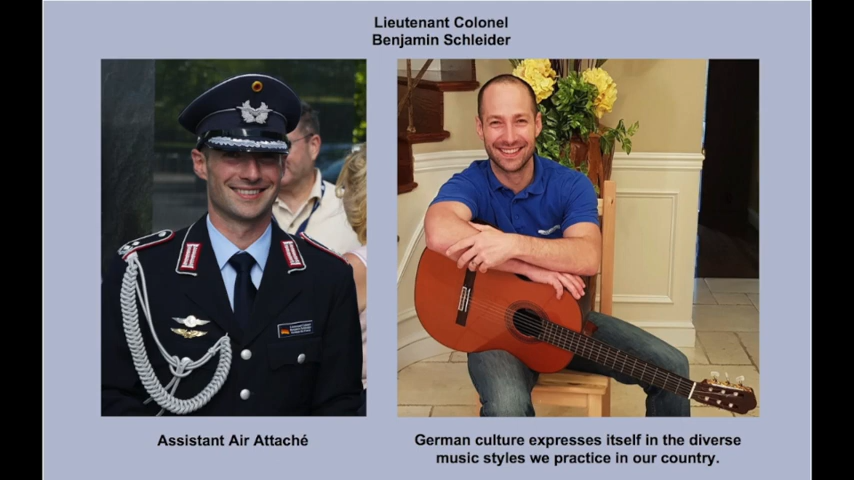 Lieutenant Colonel
Benjamin Schleider
Assistant Air Attaché
German culture expresses itself in the diverse
music styles we practice in our country.